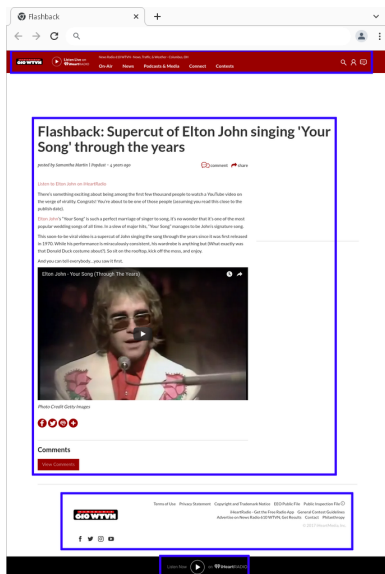 Flashback
610 WTVN
Listen Live on
iHeartRADIO
News Radio 610 WTVN - News, Traffic & Weather - Columbus, OH
On-Air News Podcasts & Media Connect Contests
Flashback: Supercut of Elton John singing 'Your
Song' through the years
posted by Samantha Martin | iHapless – 4 years ago
comment share
Listen to Elton John on iHeartRadio
There's something exciting about being among the first few thousand people to watch a YouTube video on
the verge of virality. Congrats! You're about to be one of those people (assuming you read this close to the
publish date).
Elton John's "Your Song" is such a perfect marriage of singer to song, it's no wonder that it's one of the most
popular wedding songs of all time. In a view of major hits, "Your Song" manages to be John's signature song.
This soon-to-be viral video is a supercut of John singing the song through the years since it was first released
in 1970. While his performance is miraculously consistent, his wardrobe is anything but (What exactly was
that Donald Duck costume about?). So sit on the rooftop, kick off the moss, and enjoy.
And you can tell everybody...you saw it first.
Elton John - Your Song (Through The Years)
Photo Credit Getty Images
Comments
View Comments
610 WTVN
Terms of Use Privacy Statement Copyright and Trademark Notice EEO Public File Public Inspection File
iHeartRadio - Get the Free Radio App General Contest Guidelines
Advertise on News Radio 610 WTVN, Get Results Contact Philanthropy
© 2017 iHeartMedia, Inc.
Listen Now on iHeartRADIO